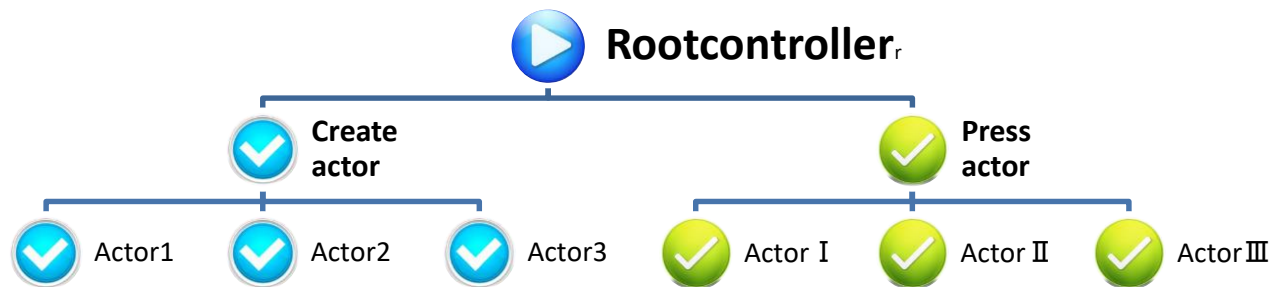 Rootcontrollerr
Create
actor
Press
actor
Actor1
Actor2
Actor3
Actor Ⅰ
Actor Ⅱ
Actor Ⅲ